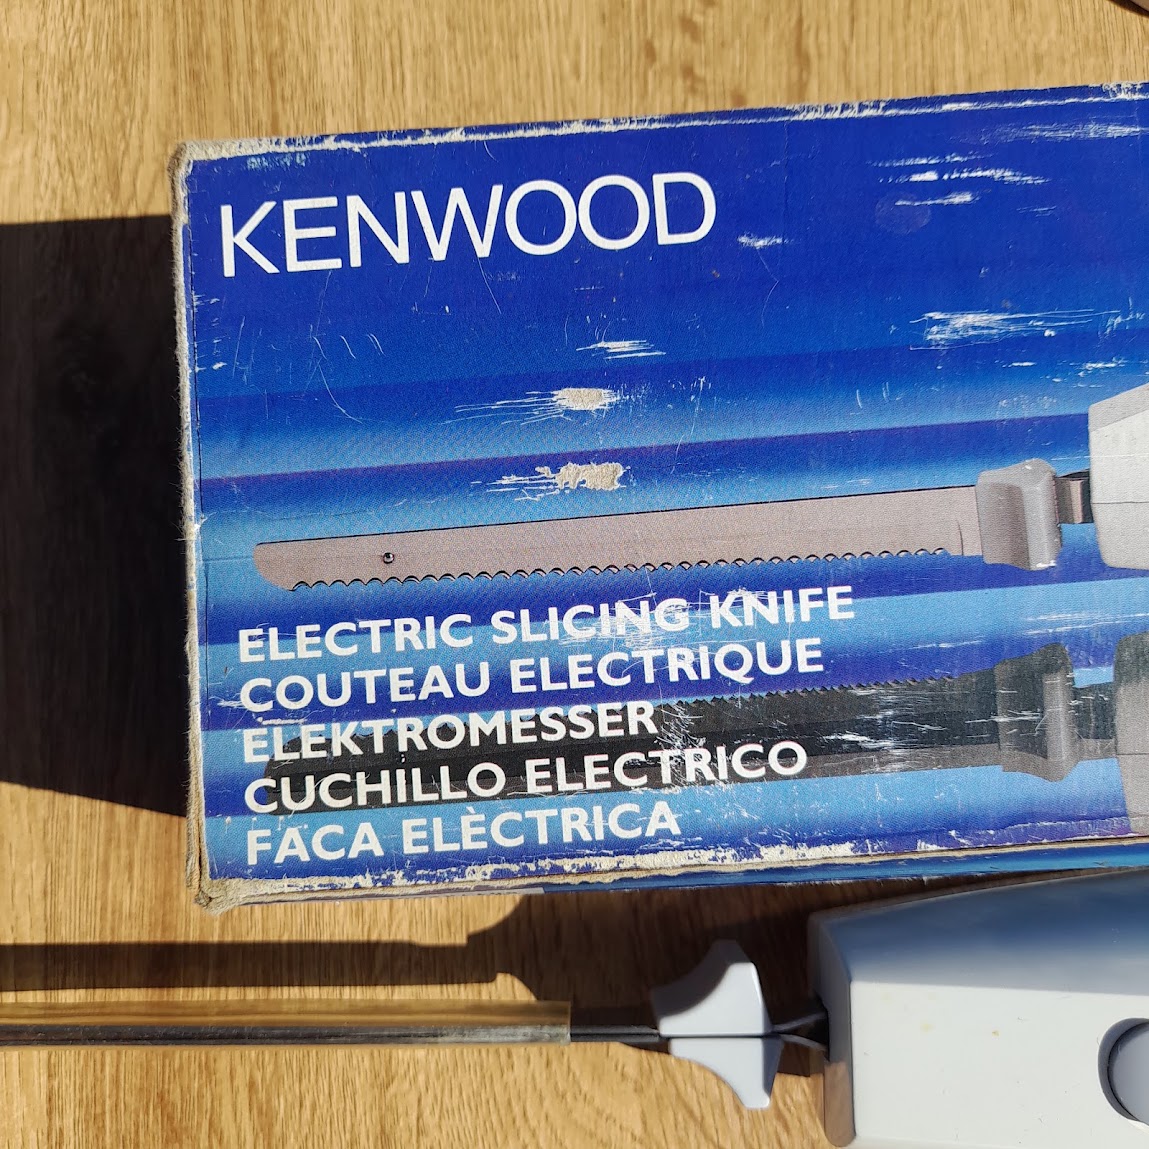 KENWOOD
ELECTRIC SLICING KNIFE
COUTEAU ELECTRIQUE
ELEKTROMESSER
CUCHILLO ELECTRICO
FACA ELÈCTRICA